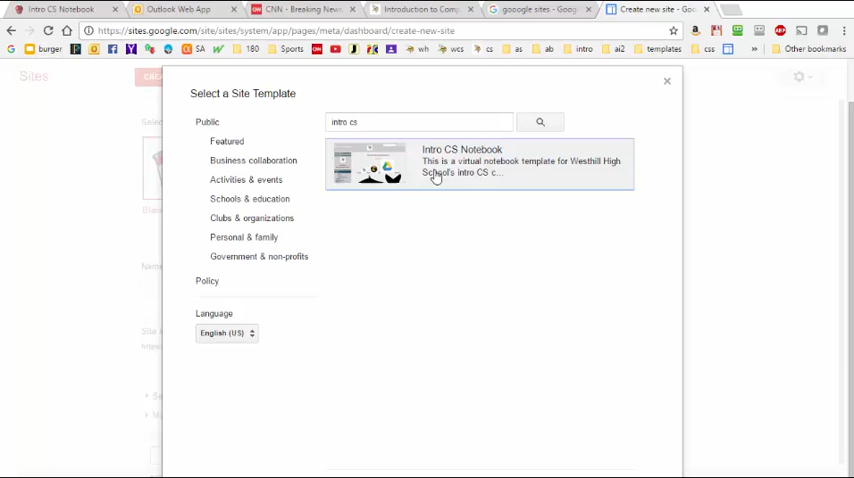 Intro CS Notebook
Outlook Web App
CNN - Breaking New
Introduction to Comp
gooogle sites - Goog
Create new site - Goo
https://sites.google.com/site/sites/system/app/pages/meta/dashboard/create-new-site
burger
SA
180
Sports
wh
wcs
cs
as
ab
intro
ai2
templates
css
Other bookmarks
Sites
Select a Site Template
Public
intro cs
Featured
Intro CS Notebook
This is a virtual notebook template for Westhill High
School's intro CS c...
Business collaboration
Activities & events
Schools & education
Clubs & organizations
Personal & family
Government & non-profits
Policy
Language
English (US)